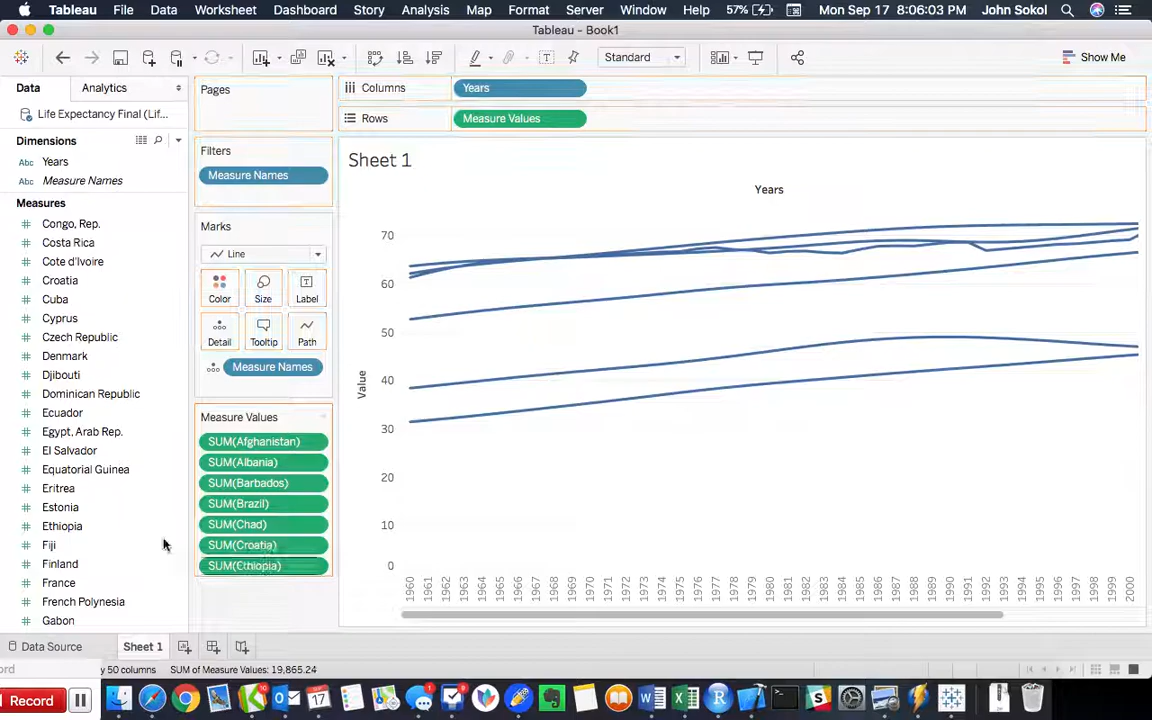 Tableau File Data Worksheet Dashboard Story Analysis Map Format Server Window Help 57% Mon Sep 17 8:06:03 PM John Sokol
Tableau - Book1
Standard
Show Me
Data Analytics
Life Expectancy Final (Lif...
Dimensions
Abc Years
Abc Measure Names
Measures
Congo, Rep.
Costa Rica
Cote d'Ivoire
Croatia
Cuba
Cyprus
Czech Republic
Denmark
Djibouti
Dominican Republic
Ecuador
Egypt, Arab Rep.
El Salvador
Equatorial Guinea
Eritrea
Estonia
Ethiopia
Fiji
Finland
France
French Polynesia
Gabon
Pages
Filters
Measure Names
Marks
Line
Color Size Label
Detail Tooltip Path
Measure Names
Measure Values
SUM(Afghanistan)
SUM(Albania)
SUM(Barbados)
SUM(Brazil)
SUM(Chad)
SUM(Croatia)
SUM(Ethiopia)
Columns Years
Rows Measure Values
Sheet 1
Years
70
60
50
40
30
20
10
0
Value
1960 1961 1962 1963 1964 1965 1966 1967 1968 1969 1970 1971 1972 1973 1974 1975 1976 1977 1978 1979 1980 1981 1982 1983 1984 1985 1986 1987 1988 1989 1990 1991 1992 1993 1994 1995 1996 1997 1998 1999 2000
Data Source Sheet 1
by 50 columns SUM of Measure Values: 19,865.24
Record